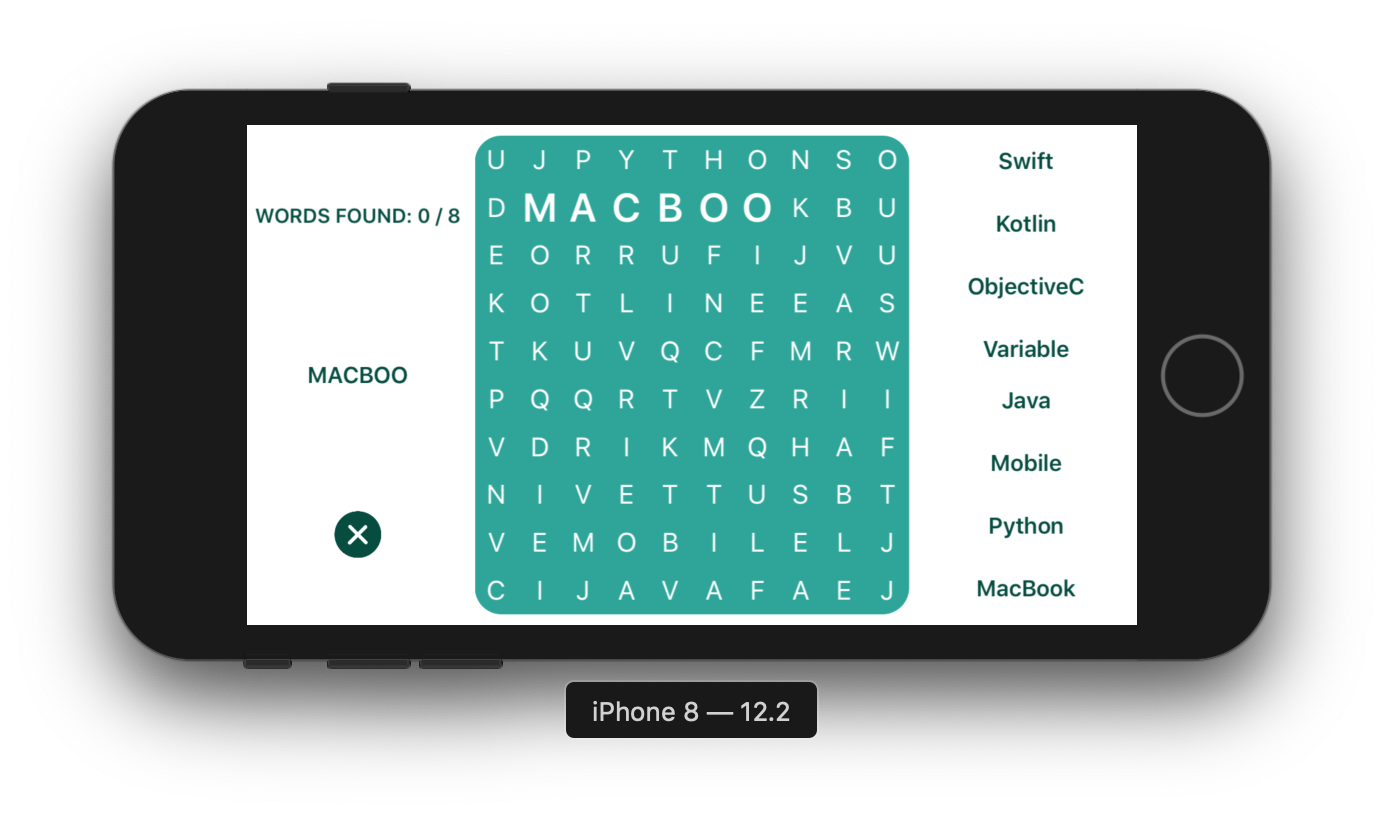 WORDS FOUND: 0 / 8
MACBOO
U J P Y T H O N S O
D M A C B O O K B U
E O R R U F I J V U
K O T L I N E E A S
T K U V Q C F M R W
P Q Q R T V Z R I I
V D R I K M Q H A F
N I V E T T U S B T
V E M O B I L E L J
C I J A V A F A E J
Swift
Kotlin
ObjectiveC
Variable
Java
Mobile
Python
MacBook
iPhone 8 — 12.2